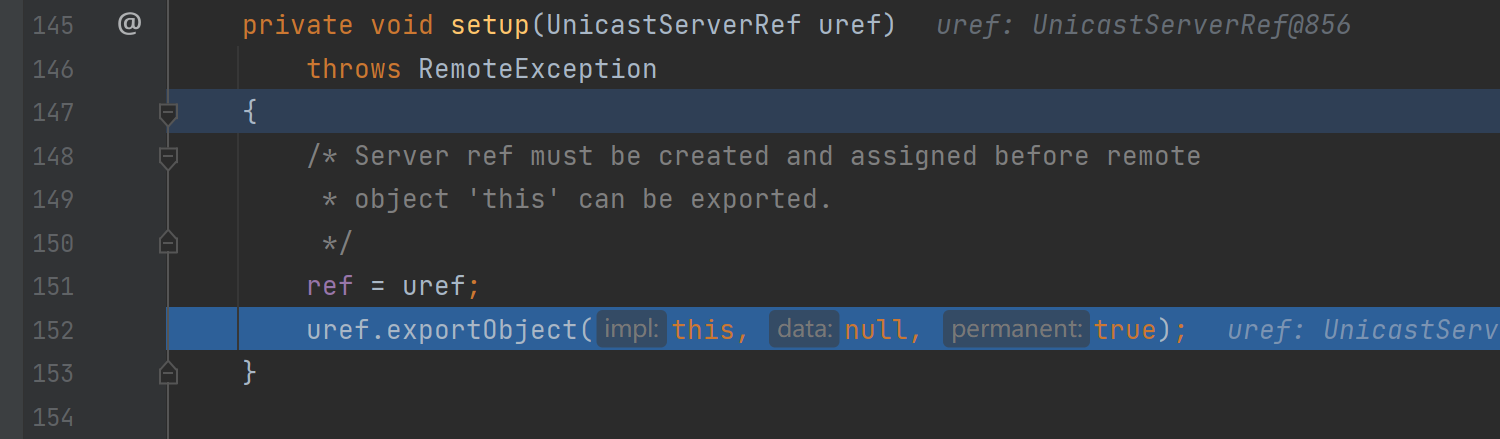 145 @ private void setup(UnicastServerRef uref) uref: UnicastServerRef@856
146 throws RemoteException
147 {
148 /* Server ref must be created and assigned before remote
149 * object 'this' can be exported.
150 */
151 ref = uref;
152 uref.exportObject( impl: this, data: null, permanent: true); uref: UnicastServ
153 }
154